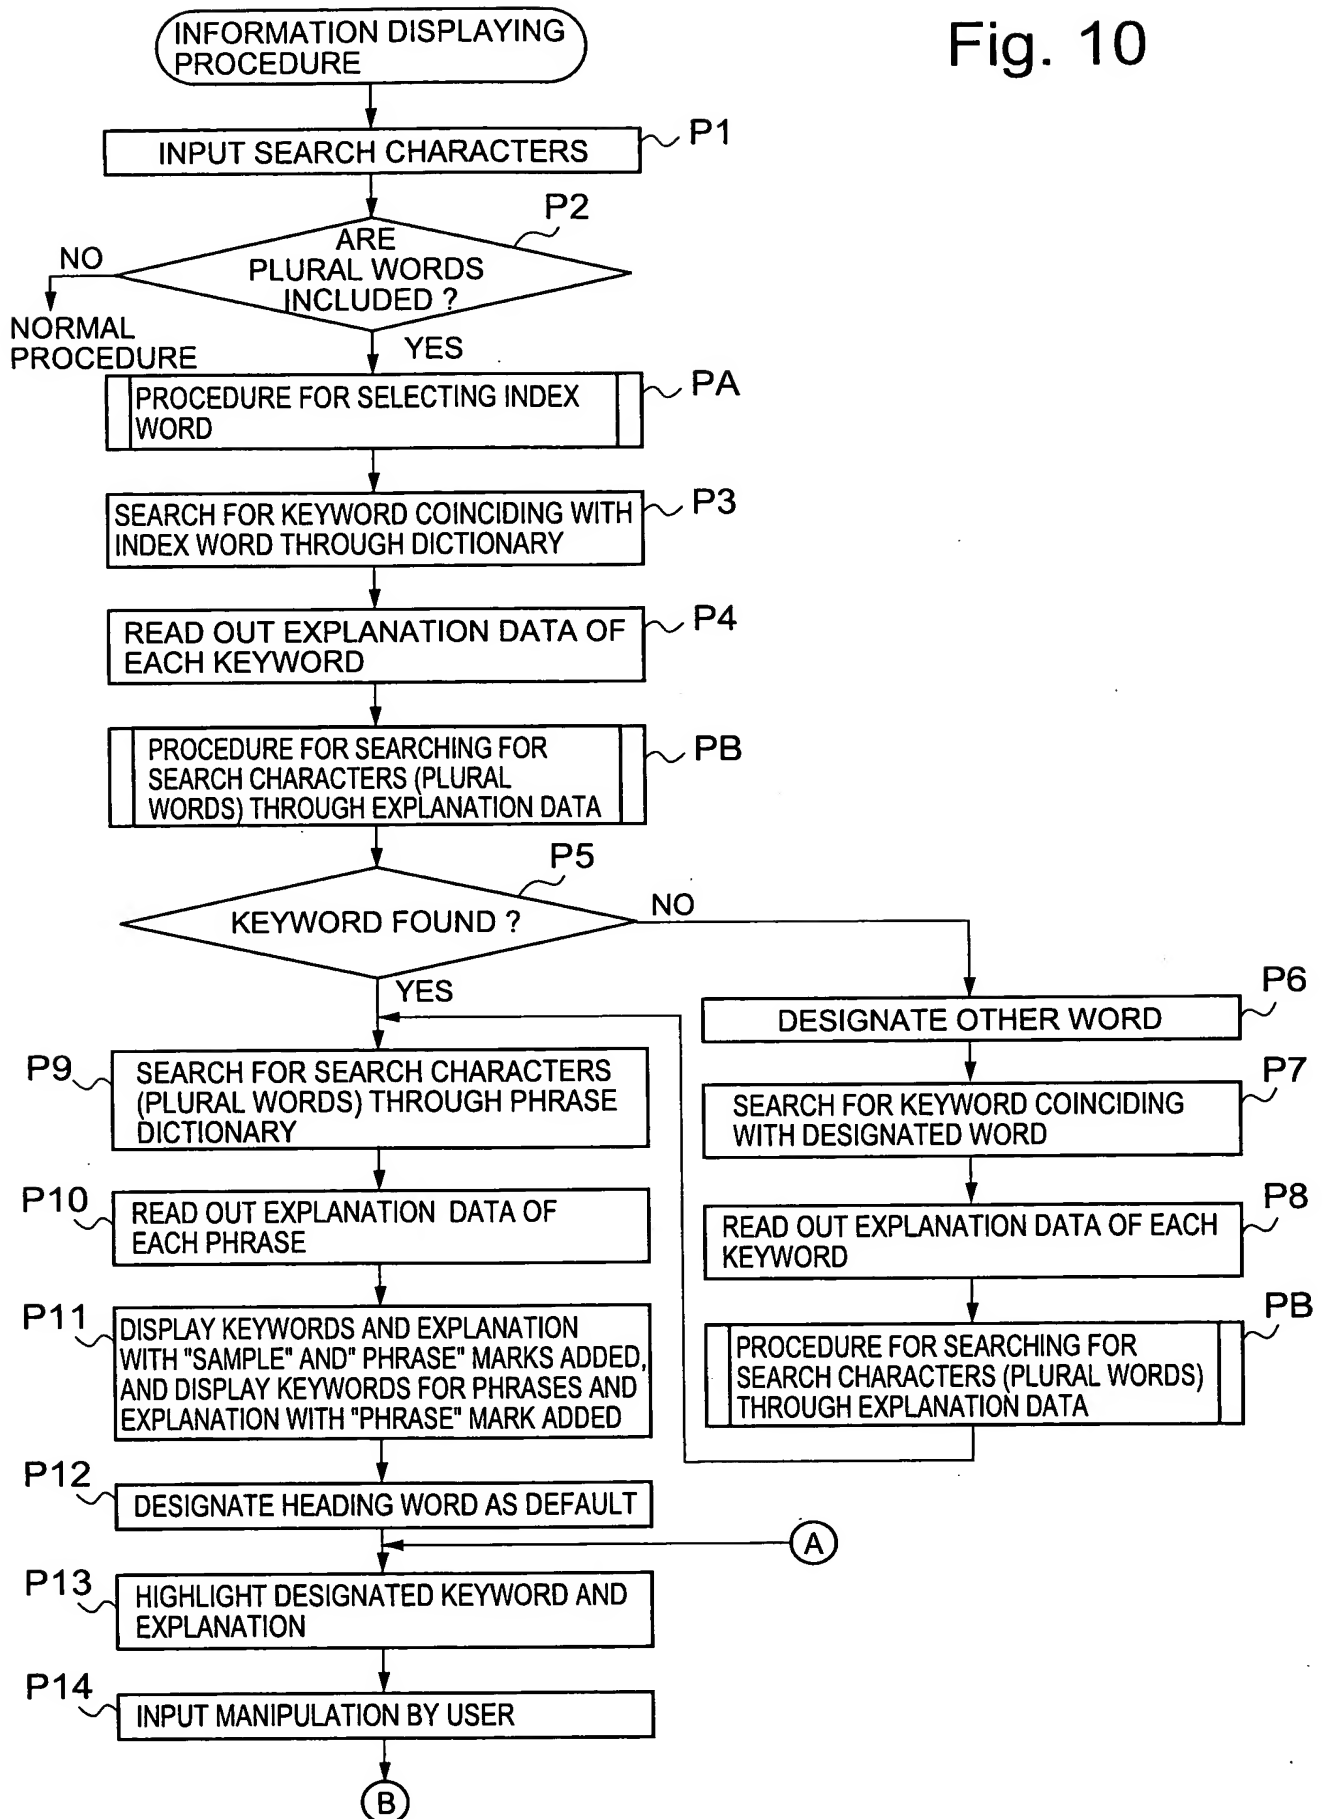 Fig. 10
INFORMATION DISPLAYING
PROCEDURE
P1
INPUT SEARCH CHARACTERS
P2
ARE
PLURAL WORDS
INCLUDED ?
NO
NORMAL
PROCEDURE
YES
PA
PROCEDURE FOR SELECTING INDEX
WORD
P3
SEARCH FOR KEYWORD COINCIDING WITH
INDEX WORD THROUGH DICTIONARY
P4
READ OUT EXPLANATION DATA OF
EACH KEYWORD
PB
PROCEDURE FOR SEARCHING FOR
SEARCH CHARACTERS (PLURAL
WORDS) THROUGH EXPLANATION DATA
P5
KEYWORD FOUND ?
NO
YES
P6
DESIGNATE OTHER WORD
P7
SEARCH FOR KEYWORD COINCIDING
WITH DESIGNATED WORD
P8
READ OUT EXPLANATION DATA OF EACH
KEYWORD
PB
PROCEDURE FOR SEARCHING FOR
SEARCH CHARACTERS (PLURAL WORDS)
THROUGH EXPLANATION DATA
P9
SEARCH FOR SEARCH CHARACTERS
(PLURAL WORDS) THROUGH PHRASE
DICTIONARY
P10
READ OUT EXPLANATION DATA OF
EACH PHRASE
P11
DISPLAY KEYWORDS AND EXPLANATION
WITH "SAMPLE" AND" PHRASE" MARKS ADDED,
AND DISPLAY KEYWORDS FOR PHRASES AND
EXPLANATION WITH "PHRASE" MARK ADDED
P12
DESIGNATE HEADING WORD AS DEFAULT
A
P13
HIGHLIGHT DESIGNATED KEYWORD AND
EXPLANATION
P14
INPUT MANIPULATION BY USER
B